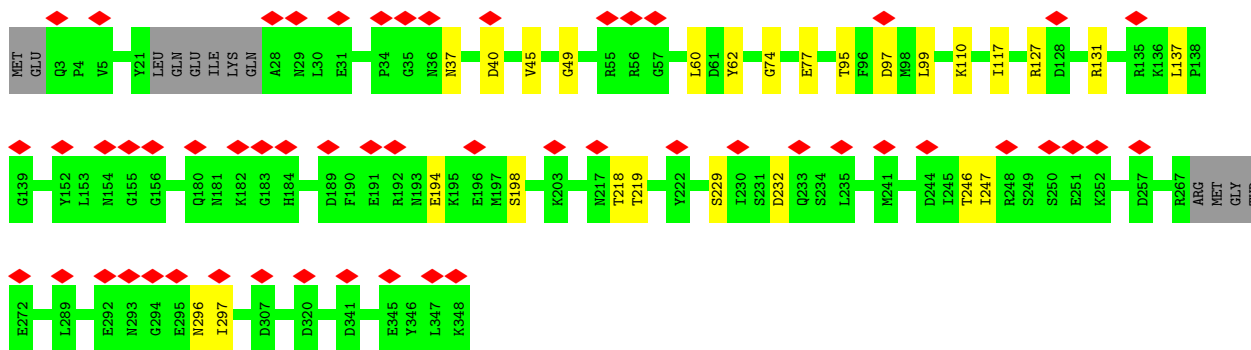 MET GLU Q3 P4 V5 Y21 LEU GLN GLU ILE LYS GLN A28 N29 L30 E31 P34 G35 N36 N37 D40 V45 G49 R55 R56 G57 L60 D61 Y62 G74 E77 T95 F96 D97 M98 L99 K110 I117 R127 D128 R131 R135 K136 L137 P138
G139 Y152 L153 N154 G155 G156 Q180 N181 K182 G183 H184 D189 F190 E191 R192 N193 E194 K195 E196 M197 S198 K203 N217 T218 T219 Y222 S229 I230 S231 D232 Q233 S234 L235 M241 D244 I245 T246 I247 R248 S249 S250 E251 K252 D257 R267 ARG MET GLY
E272 L289 E292 N293 G294 E295 N296 I297 D307 D320 D341 E345 Y346 L347 K348